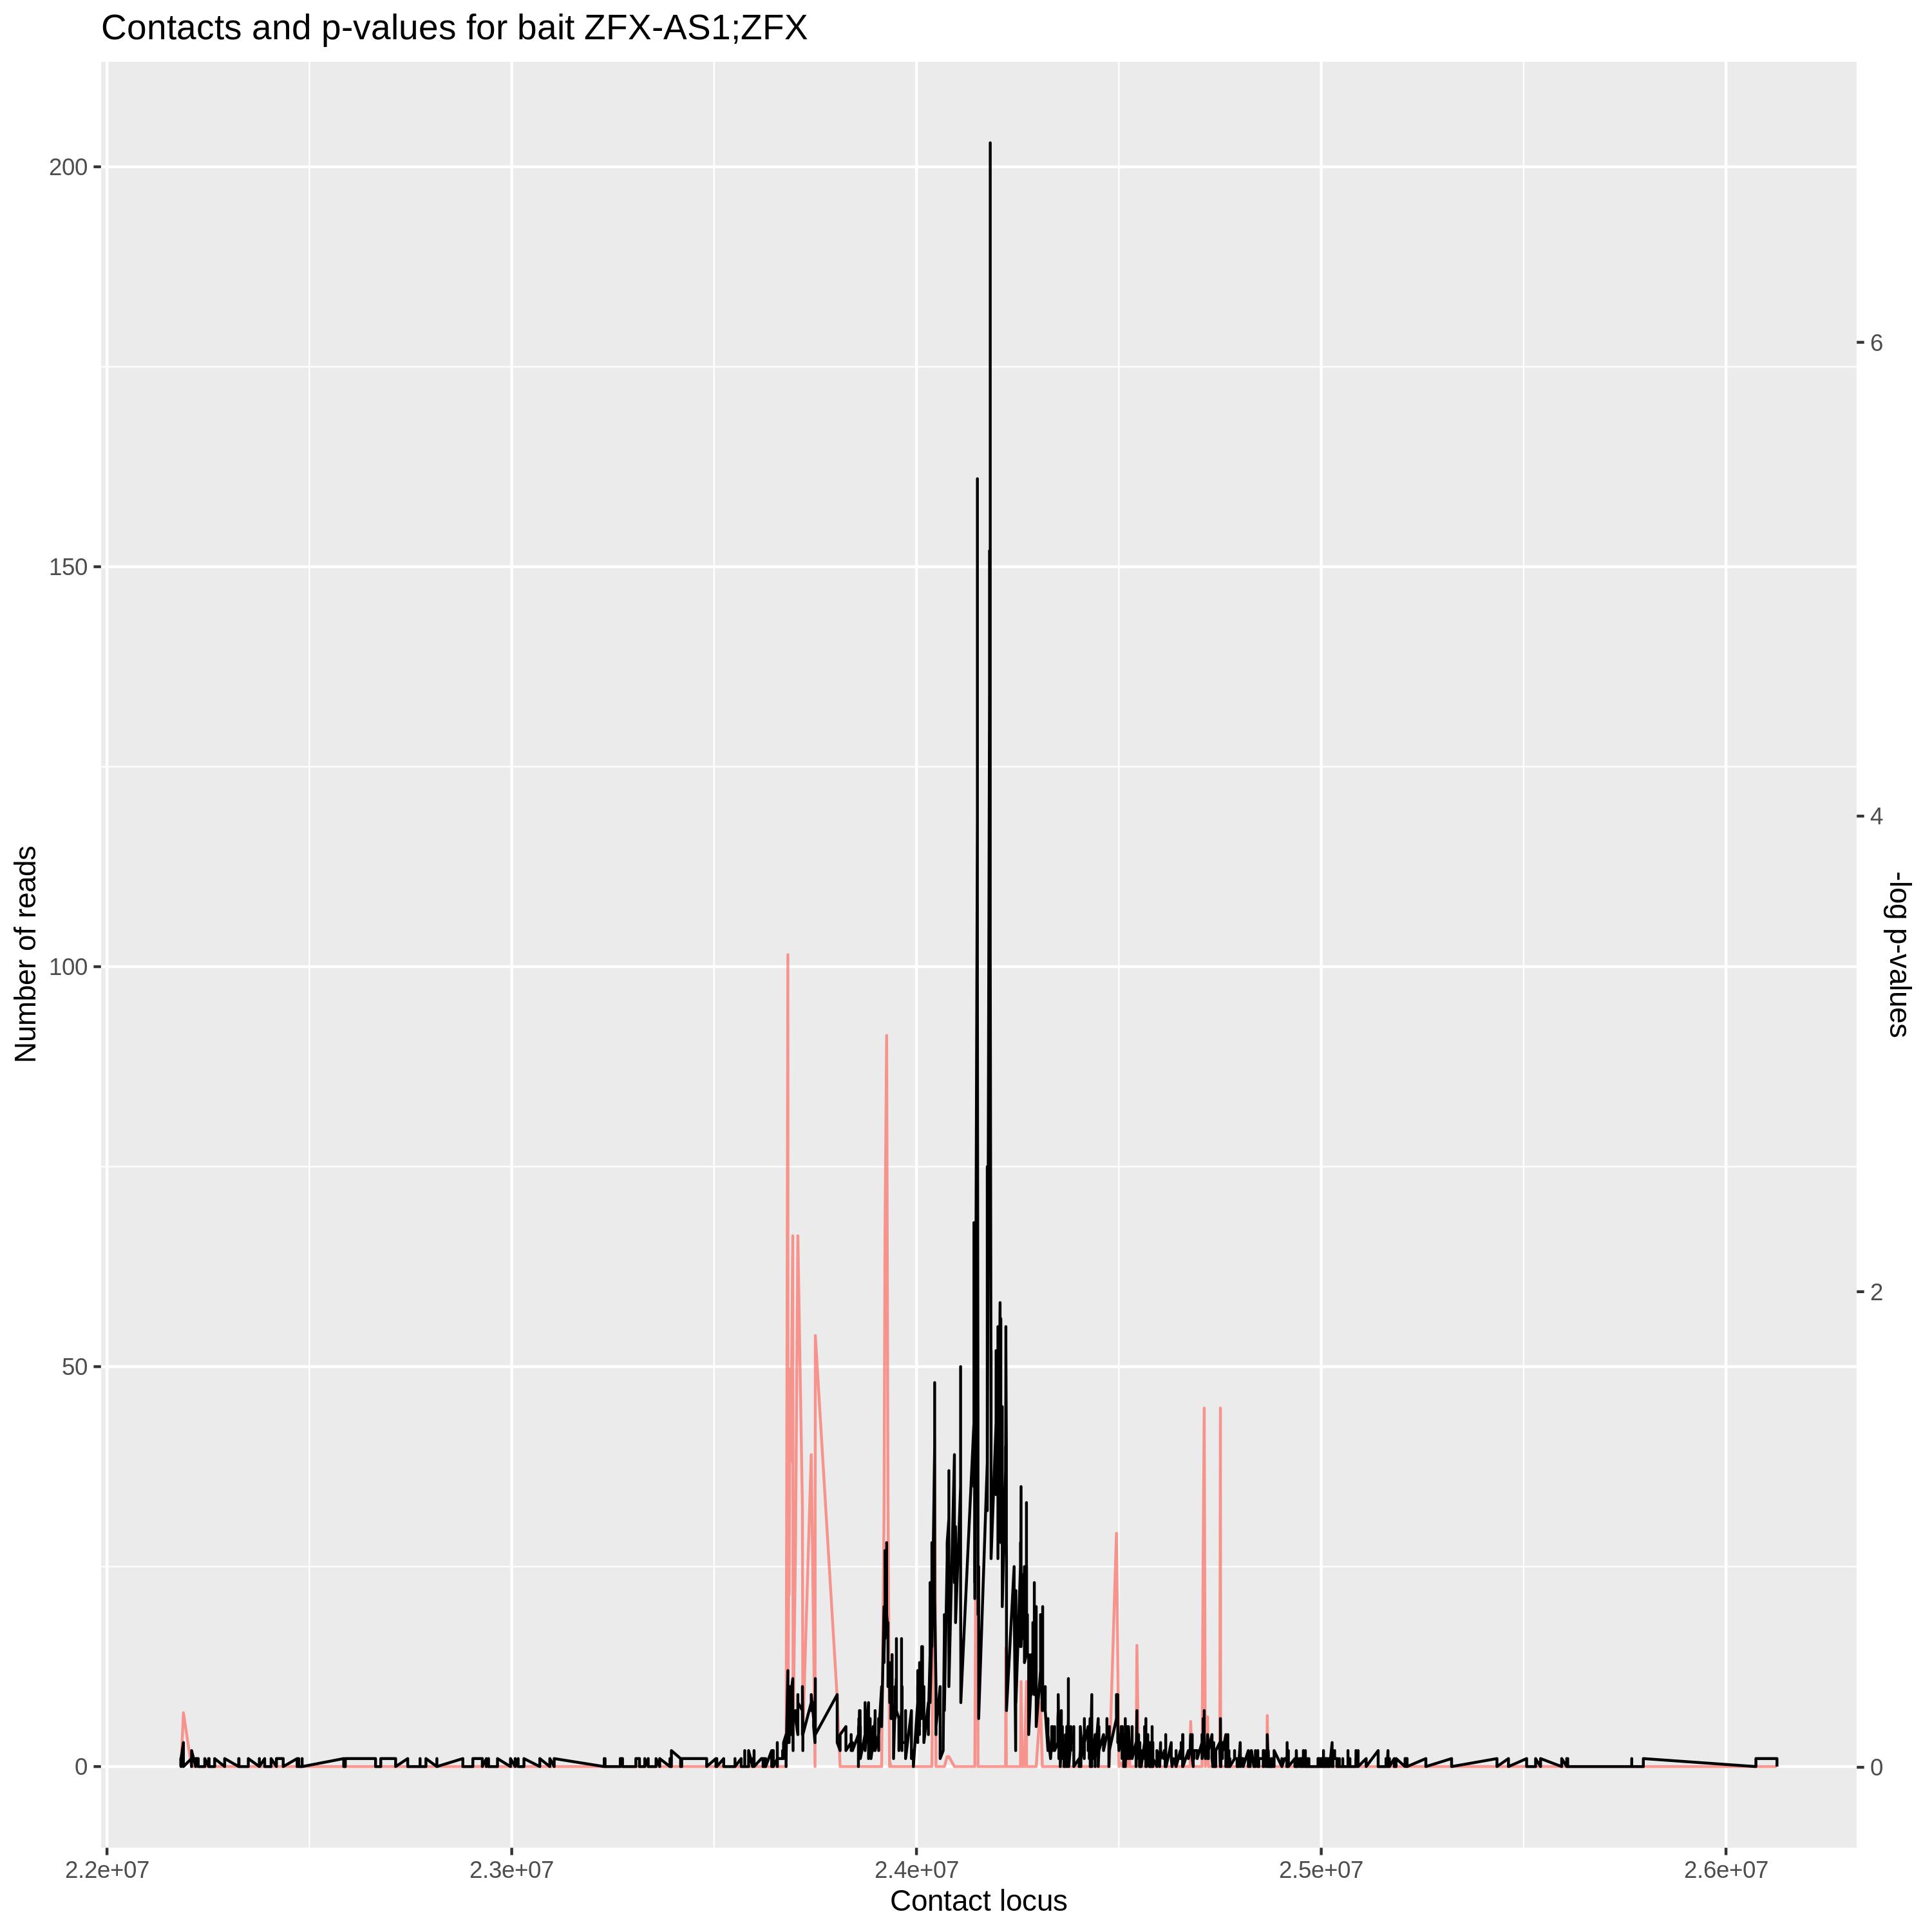 Contacts and p-values for bait ZFX-AS1;ZFX
200
150
100
50
0
Number of reads
6
4
2
0
-log p-values
2.2e+07
2.3e+07
2.4e+07
2.5e+07
2.6e+07
Contact locus